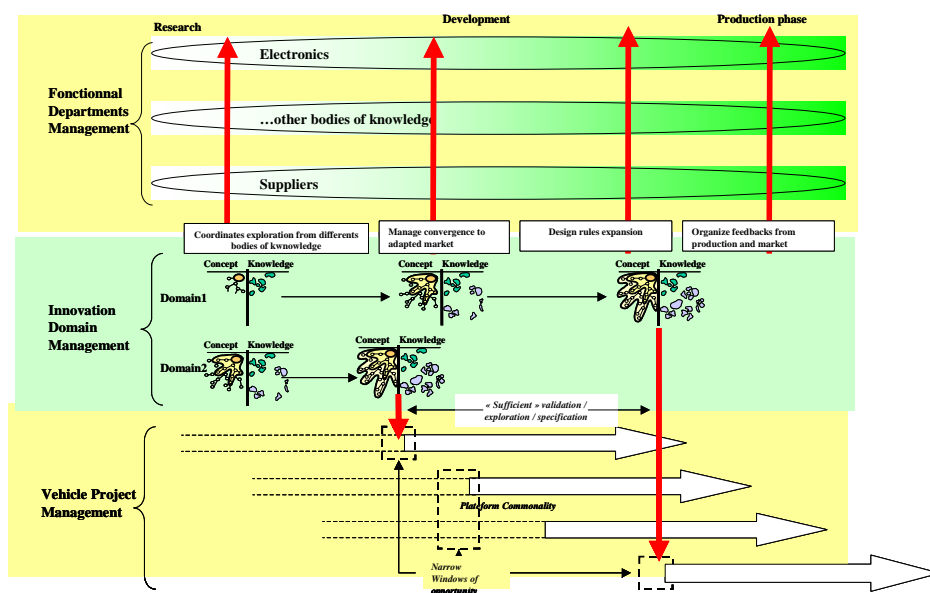 Research
Development
Production phase
Electronics
Fonctionnal
Departments
Management
…other bodies of knowledge
Suppliers
Coordinates exploration from differents
bodies of kwnowledge
Manage convergence to
adapted market
Design rules expansion
Organize feedbacks from
production and market
Concept Knowledge
Concept Knowledge
Concept Knowledge
Domain1
Innovation
Domain
Management
Concept Knowledge
Concept Knowledge
Domain2
« Sufficient » validation /
exploration / specification
Vehicle Project
Management
Plateform Commonality
Narrow
Windows of
opportunity